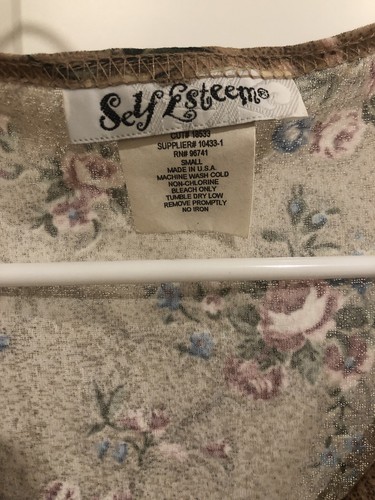 Self Esteem®
CUT# 18533
SUPPLIER# 10433-1
RN# 96741
SMALL
MADE IN U.S.A.
MACHINE WASH COLD
NON-CHLORINE
BLEACH ONLY
TUMBLE DRY LOW
REMOVE PROMPTLY
NO IRON